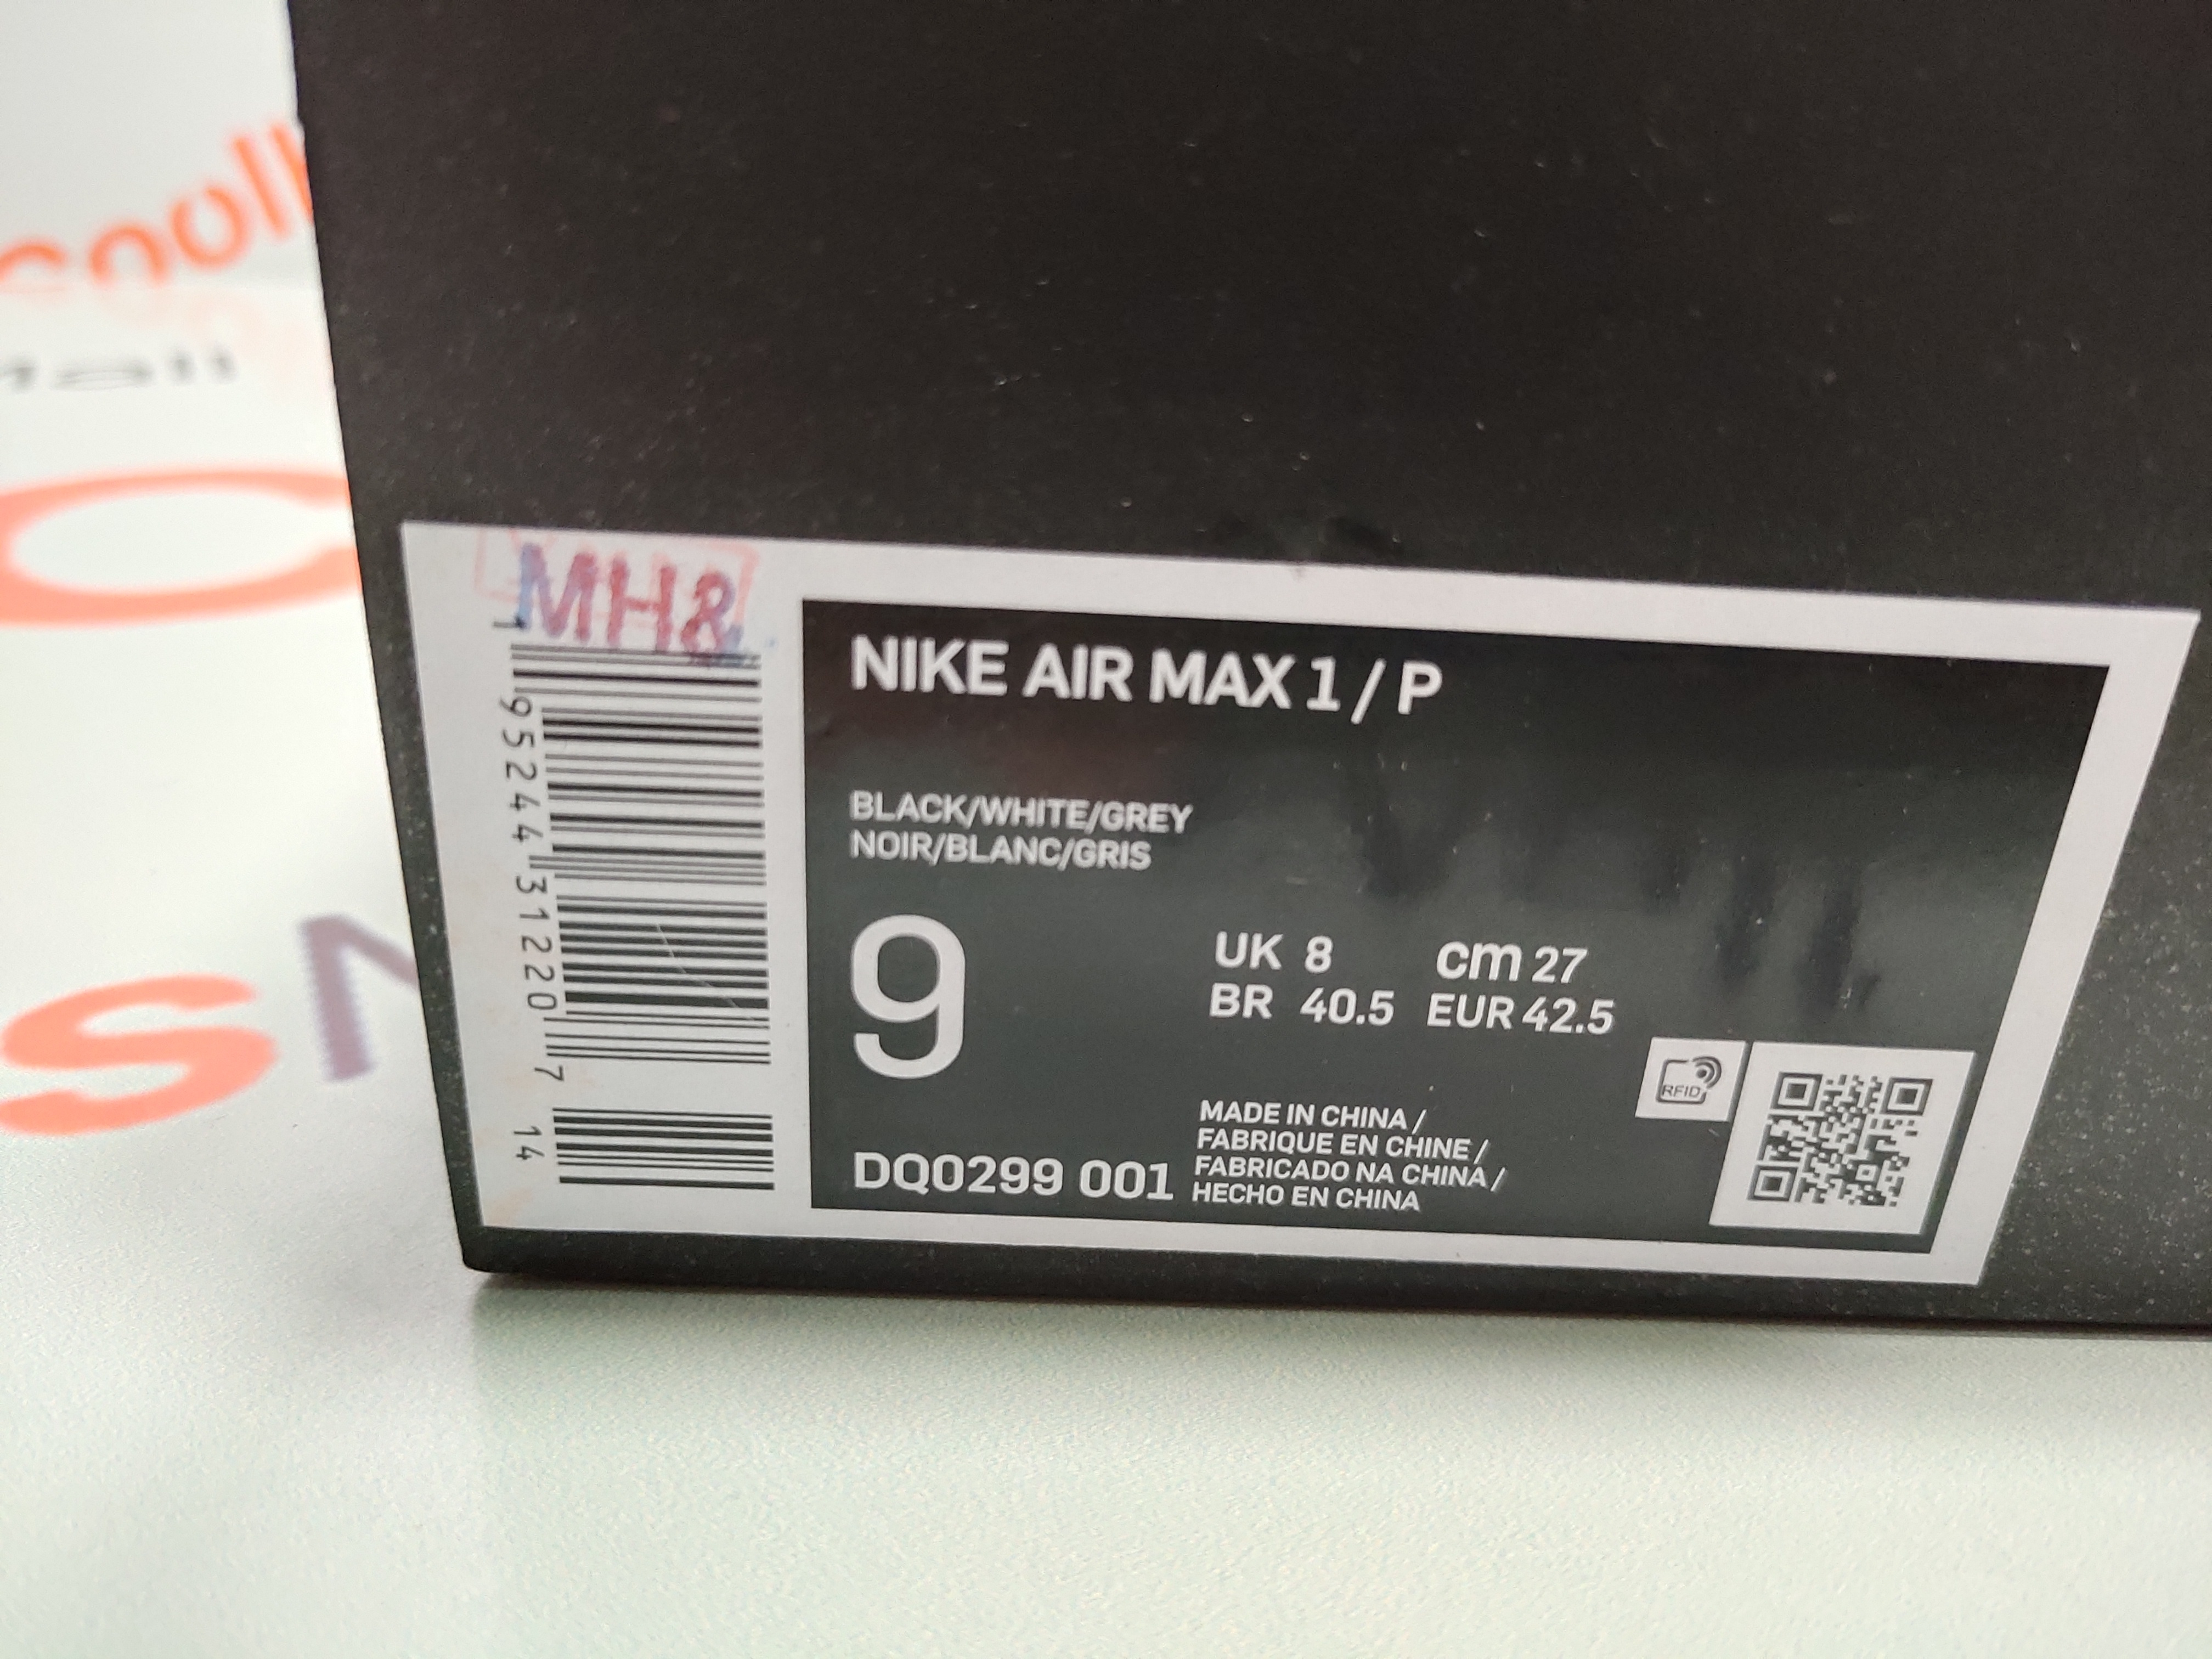 MH&
1 95244 31220 7 14
NIKE AIR MAX 1 / P
BLACK/WHITE/GREY
NOIR/BLANC/GRIS
9
UK 8 cm 27
BR 40.5 EUR 42.5
DQ0299 001
MADE IN CHINA /
FABRIQUE EN CHINE /
FABRICADO NA CHINA /
HECHO EN CHINA
RFID